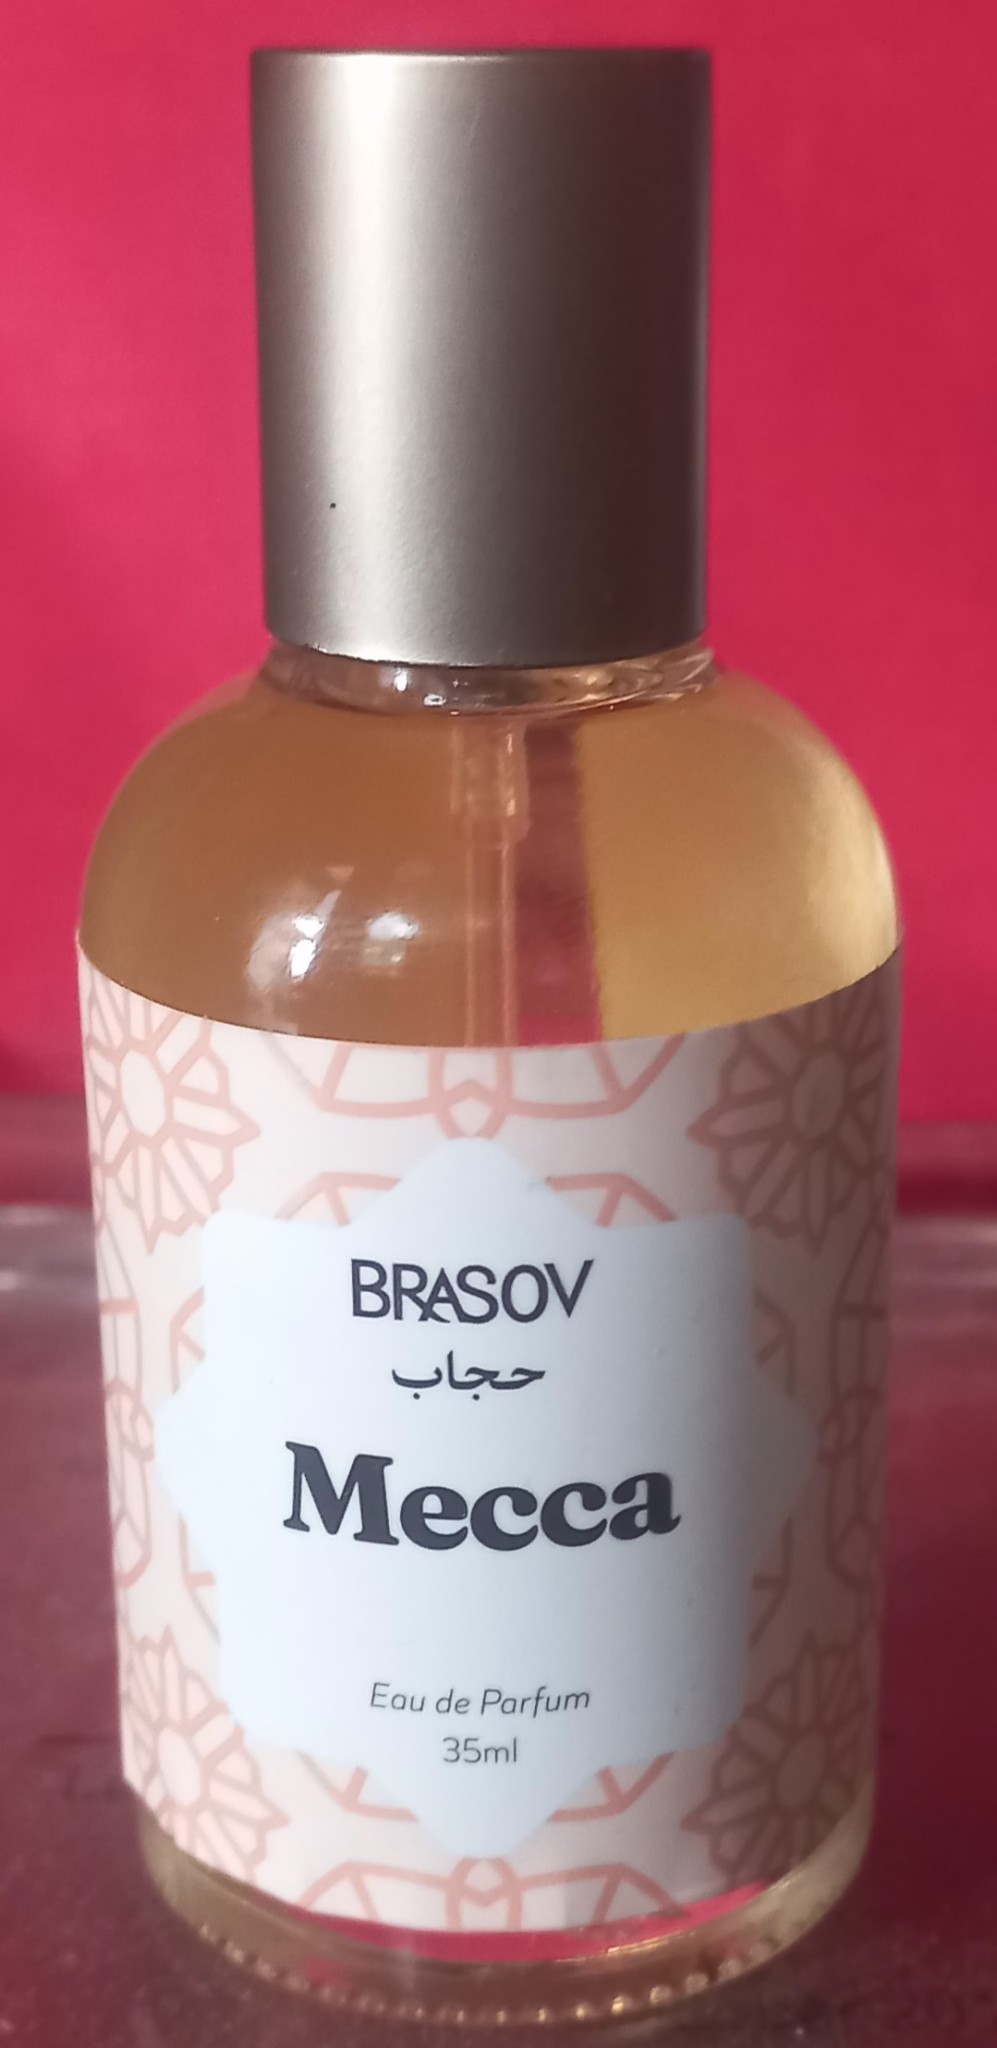 BRASOV
حجاب
Mecca
Eau de Parfum
35ml